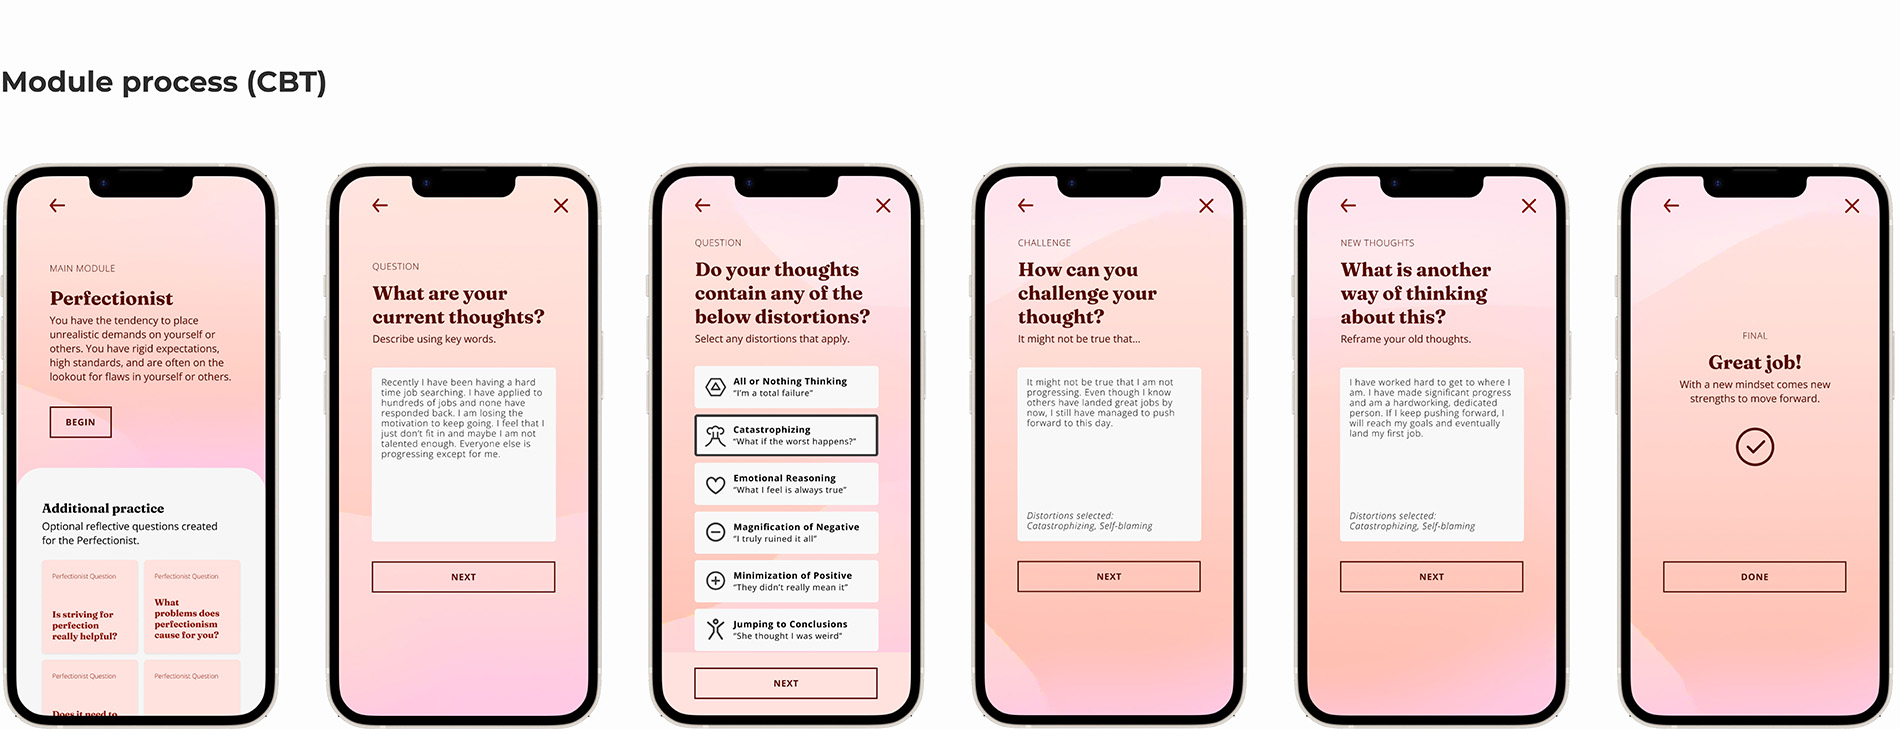 Module process (CBT)
MAIN MODULE
Perfectionist
You have the tendency to place
unrealistic demands on yourself or
others. You have rigid expectations,
high standards, and are often on the
lookout for flaws in yourself or others.
BEGIN
Additional practice
Optional reflective questions created
for the Perfectionist.
Perfectionist Question
Is striving for
perfection
really helpful?
Perfectionist Question
What
problems does
perfectionism
cause for you?
Perfectionist Question
Does it need to
Perfectionist Question
QUESTION
What are your
current thoughts?
Describe using key words.
Recently I have been having a hard
time job searching. I have applied to
hundreds of jobs and none have
responded back. I am losing the
motivation to keep going. I feel that I
just don't fit in and maybe I am not
talented enough. Everyone else is
progressing except for me.
NEXT
QUESTION
Do your thoughts
contain any of the
below distortions?
Select any distortions that apply.
All or Nothing Thinking
"I'm a total failure"
Catastrophizing
"What if the worst happens?"
Emotional Reasoning
"What I feel is always true"
Magnification of Negative
"I truly ruined it all"
Minimization of Positive
"They didn't really mean it"
Jumping to Conclusions
"She thought I was weird"
NEXT
CHALLENGE
How can you
challenge your
thought?
It might not be true that...
It might not be true that I am not
progressing. Even though I know
others have landed great jobs by
now, I still have managed to push
forward to this day.
Distortions selected:
Catastrophizing, Self-blaming
NEXT
NEW THOUGHTS
What is another
way of thinking
about this?
Reframe your old thoughts.
I have worked hard to get to where I
am. I have made significant progress
and am a hardworking, dedicated
person. If I keep pushing forward, I
will reach my goals and eventually
land my first job.
Distortions selected:
Catastrophizing, Self-blaming
NEXT
FINAL
Great job!
With a new mindset comes new
strengths to move forward.
DONE